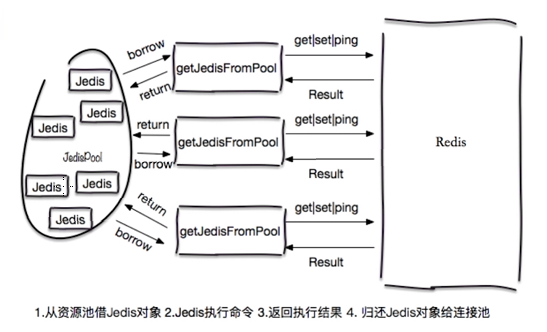 borrow
get|set|ping
Jedis
getJedisFromPool
return
Result
Jedis
Jedis
return
get|set|ping
getJedisFromPool
Redis
JedisPool
borrow
Result
Jedis
Jedis
return
get|set|ping
Jedis
getJedisFromPool
borrow
Result
1.从资源池借Jedis对象 2.Jedis执行命令 3.返回执行结果 4. 归还Jedis对象给连接池